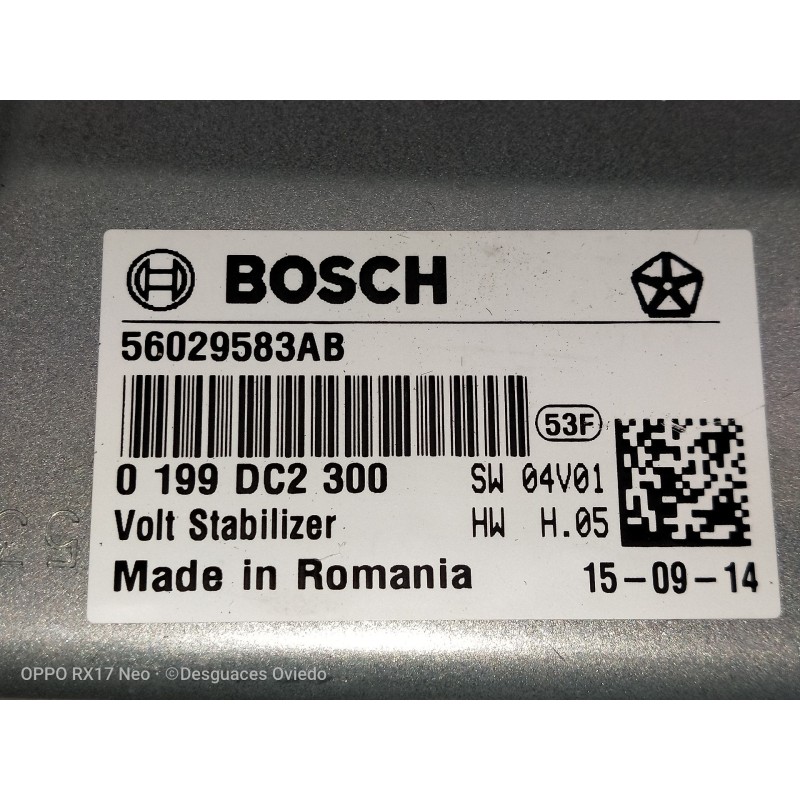 BOSCH
56029583AB
53F
0 199 DC2 300 SW 04V01
Volt Stabilizer HW H.05
Made in Romania 15-09-14
OPPO RX17 Neo · ©Desguaces Oviedo